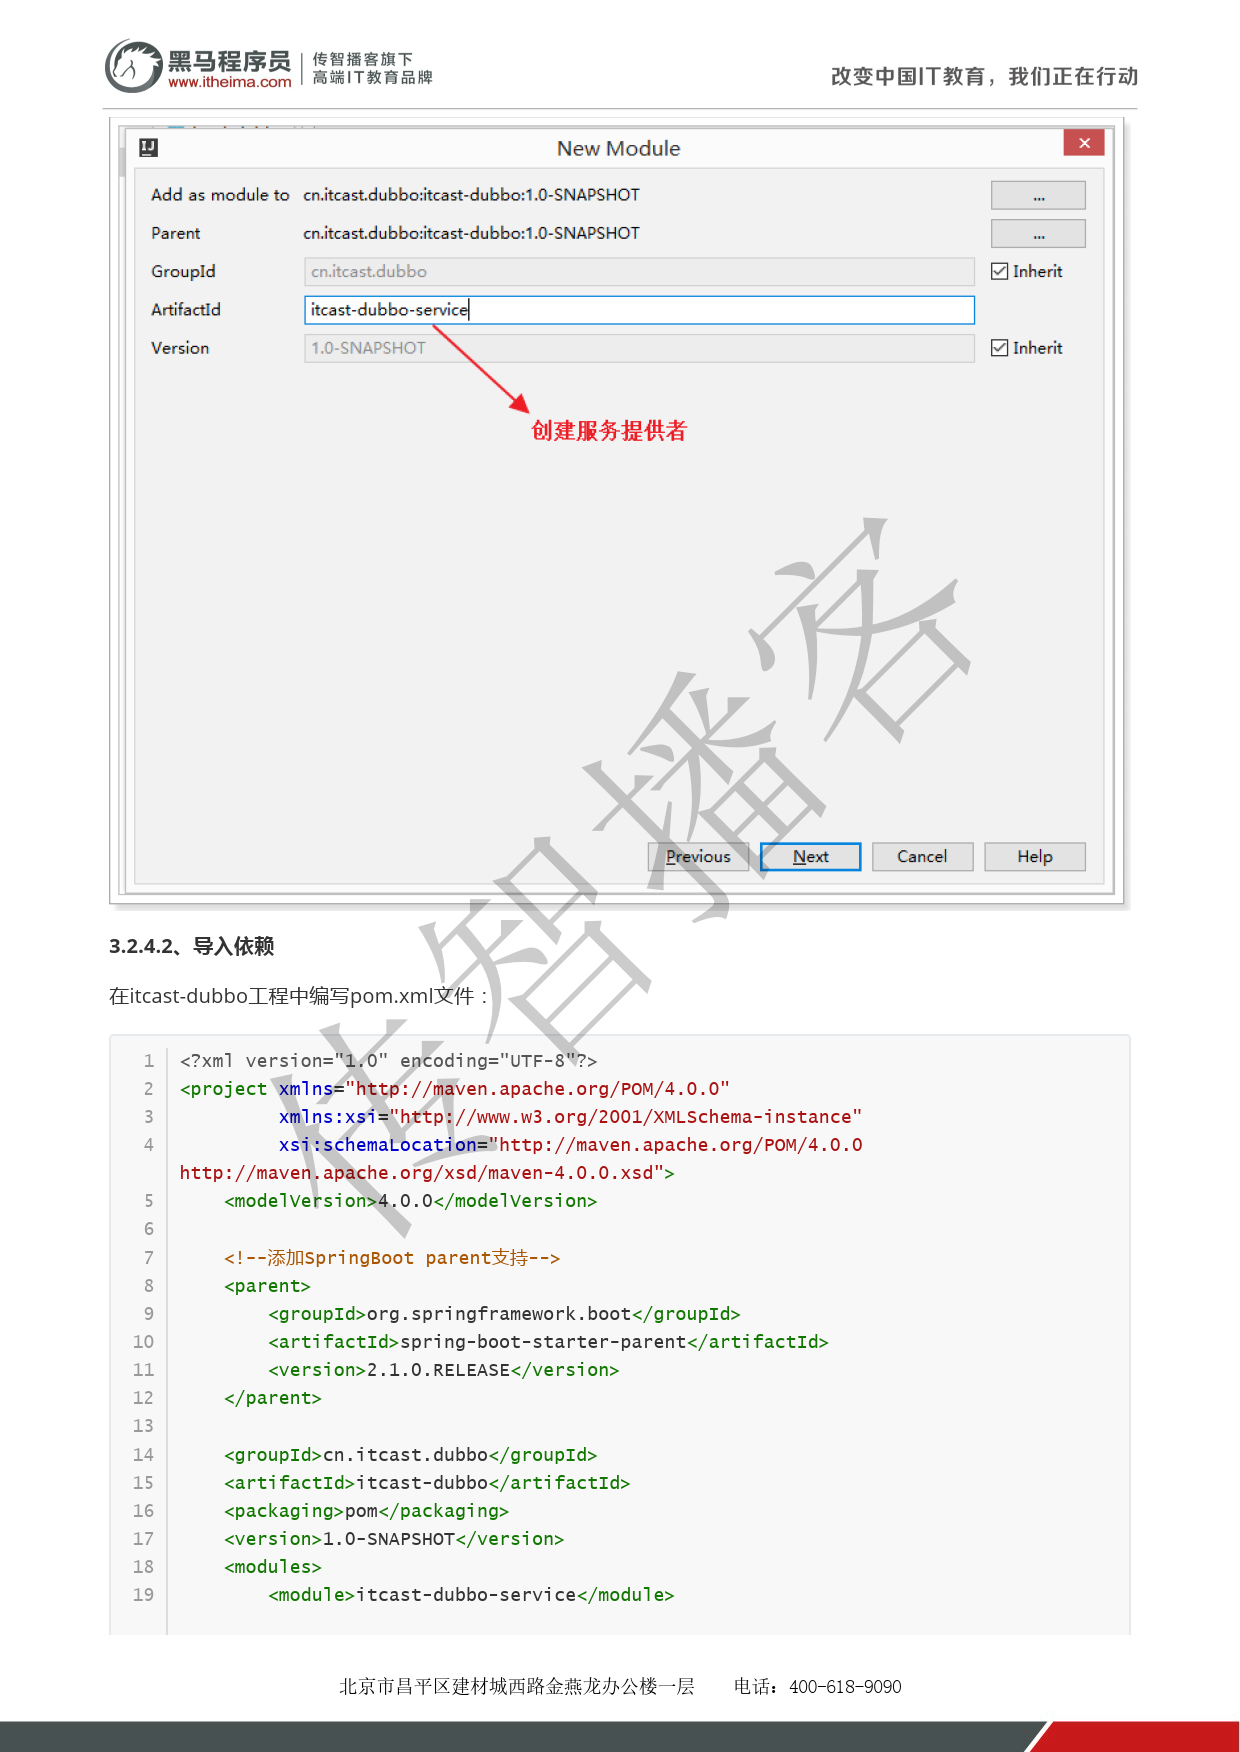 黑马程序员
www.itheima.com
传智播客旗下
高端IT教育品牌
改变中国IT教育，我们正在行动
New Module
Add as module to cn.itcast.dubbo:itcast-dubbo:1.0-SNAPSHOT ...
Parent cn.itcast.dubbo:itcast-dubbo:1.0-SNAPSHOT ...
GroupId cn.itcast.dubbo Inherit
ArtifactId itcast-dubbo-service
Version 1.0-SNAPSHOT Inherit
创建服务提供者
Previous Next Cancel Help
传智播客
3.2.4.2、导入依赖
在itcast-dubbo工程中编写pom.xml文件：
1 <?xml version="1.0" encoding="UTF-8"?>
2 <project xmlns="http://maven.apache.org/POM/4.0.0"
3 xmlns:xsi="http://www.w3.org/2001/XMLSchema-instance"
4 xsi:schemaLocation="http://maven.apache.org/POM/4.0.0
http://maven.apache.org/xsd/maven-4.0.0.xsd">
5 <modelVersion>4.0.0</modelVersion>
6
7 <!--添加SpringBoot parent支持-->
8 <parent>
9 <groupId>org.springframework.boot</groupId>
10 <artifactId>spring-boot-starter-parent</artifactId>
11 <version>2.1.0.RELEASE</version>
12 </parent>
13
14 <groupId>cn.itcast.dubbo</groupId>
15 <artifactId>itcast-dubbo</artifactId>
16 <packaging>pom</packaging>
17 <version>1.0-SNAPSHOT</version>
18 <modules>
19 <module>itcast-dubbo-service</module>
北京市昌平区建材城西路金燕龙办公楼一层 电话：400-618-9090